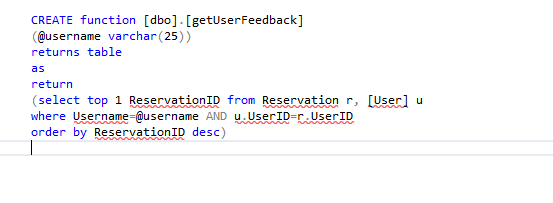 CREATE function [dbo].[getUserFeedback]
(@username varchar(25))
returns table
as
return
(select top 1 ReservationID from Reservation r, [User] u
where Username=@username AND u.UserID=r.UserID
order by ReservationID desc)